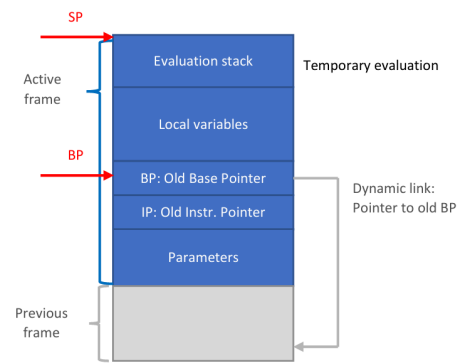 SP
Evaluation stack
Temporary evaluation
Active
frame
Local variables
BP
BP: Old Base Pointer
Dynamic link:
Pointer to old BP
IP: Old Instr. Pointer
Parameters
Previous
frame